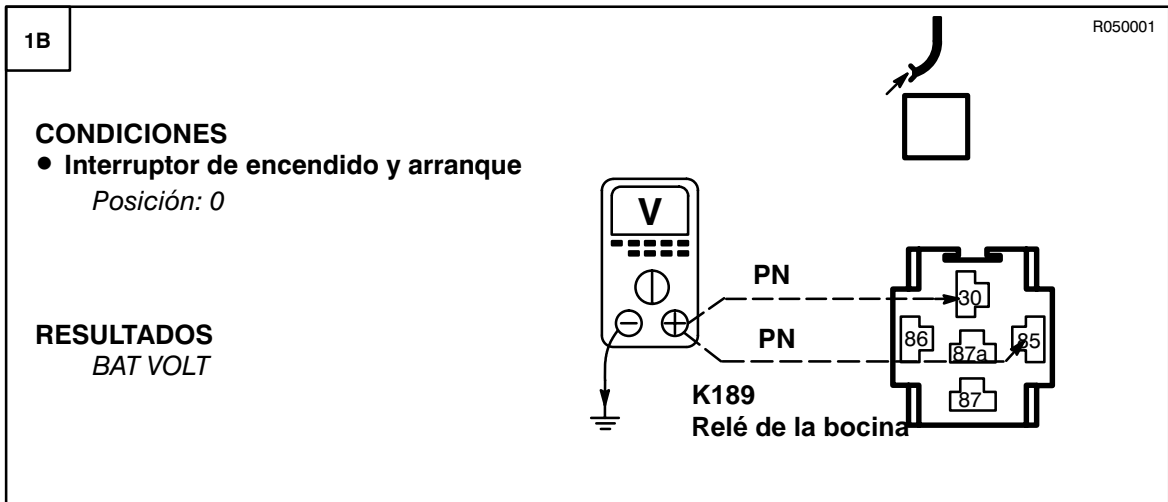 1B
R050001
CONDICIONES
● Interruptor de encendido y arranque
Posición: 0
V
PN
30
RESULTADOS
BAT VOLT
PN
86
87a
85
K189
87
Relé de la bocina